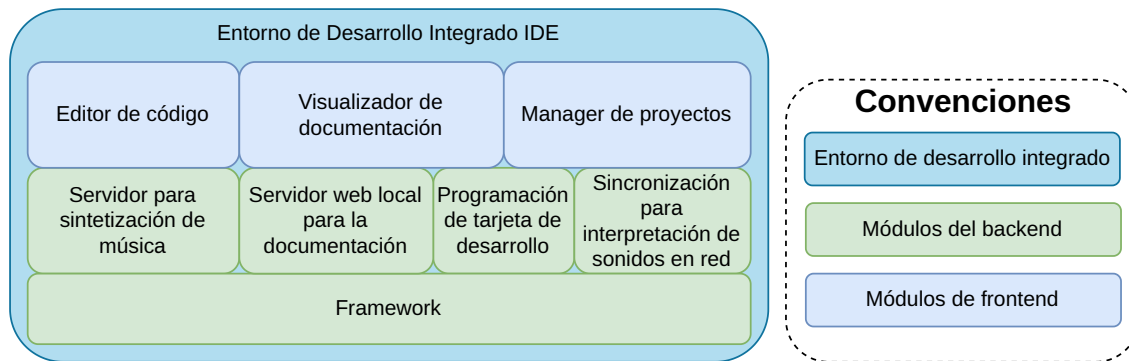 Entorno de Desarrollo Integrado IDE
Editor de código
Visualizador de
documentación
Manager de proyectos
Servidor para
sintetización de
música
Servidor web local
para la
documentación
Programación
de tarjeta de
desarrollo
Sincronización
para
interpretación de
sonidos en red
Framework
Convenciones
Entorno de desarrollo integrado
Módulos del backend
Módulos de frontend